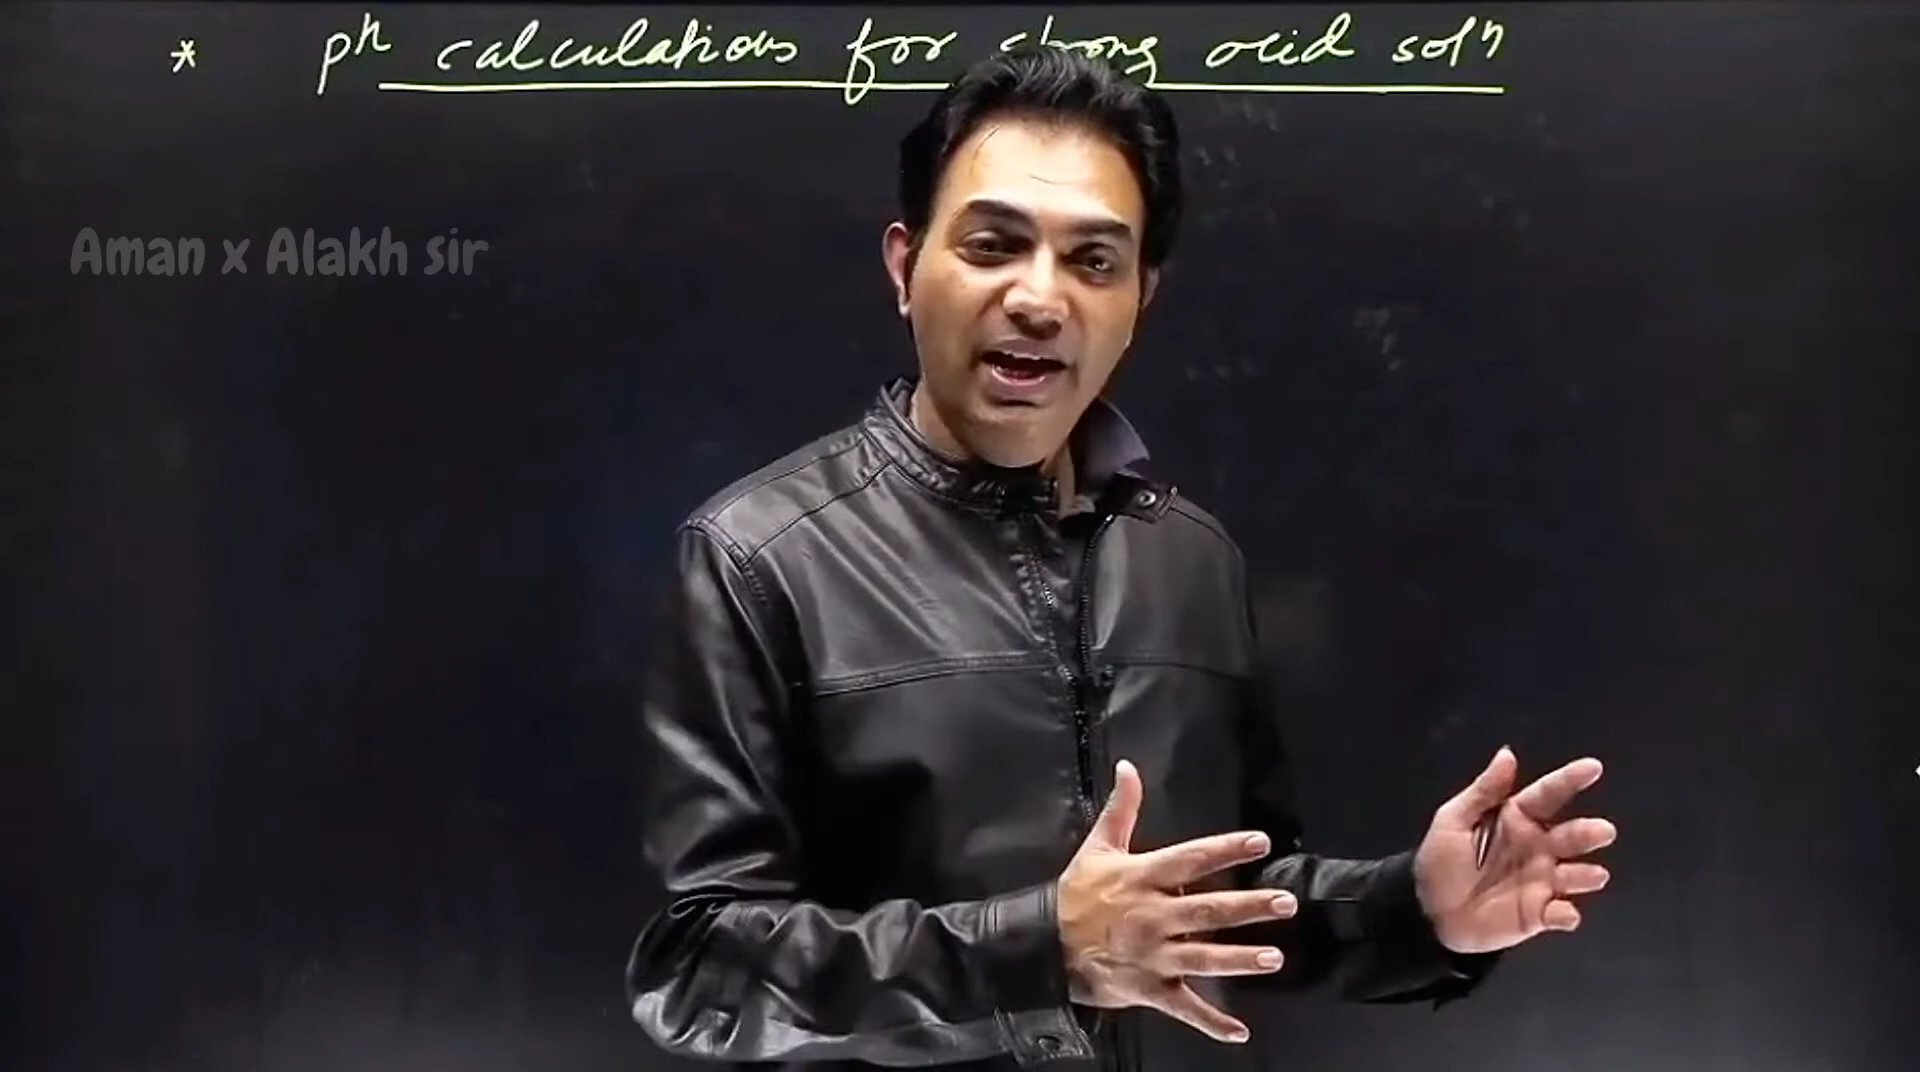 * pH calculations for strong acid solⁿ
Aman x Alakh sir